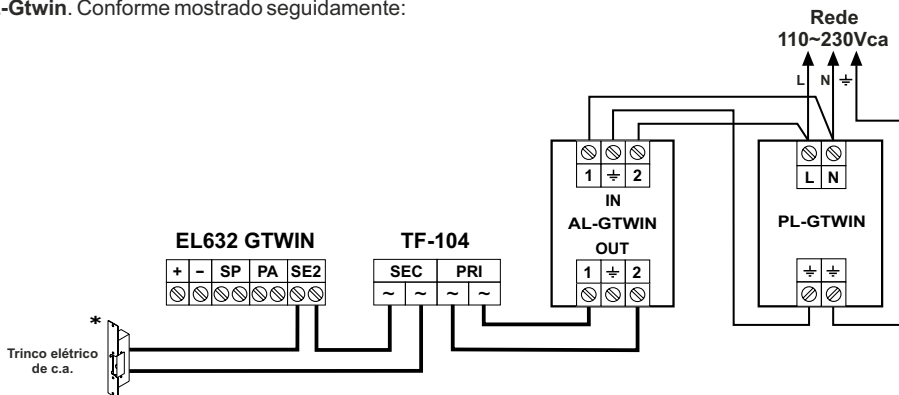 -Gtwin. Conforme mostrado seguidamente:
Rede
110~230Vca
L N ⏚
1 ⏚ 2
IN
AL-GTWIN
OUT
1 ⏚ 2
L N
PL-GTWIN
⏚ ⏚
EL632 GTWIN
+ – SP PA SE2
TF-104
SEC PRI
~ ~ ~ ~
*
Trinco elétrico
de c.a.